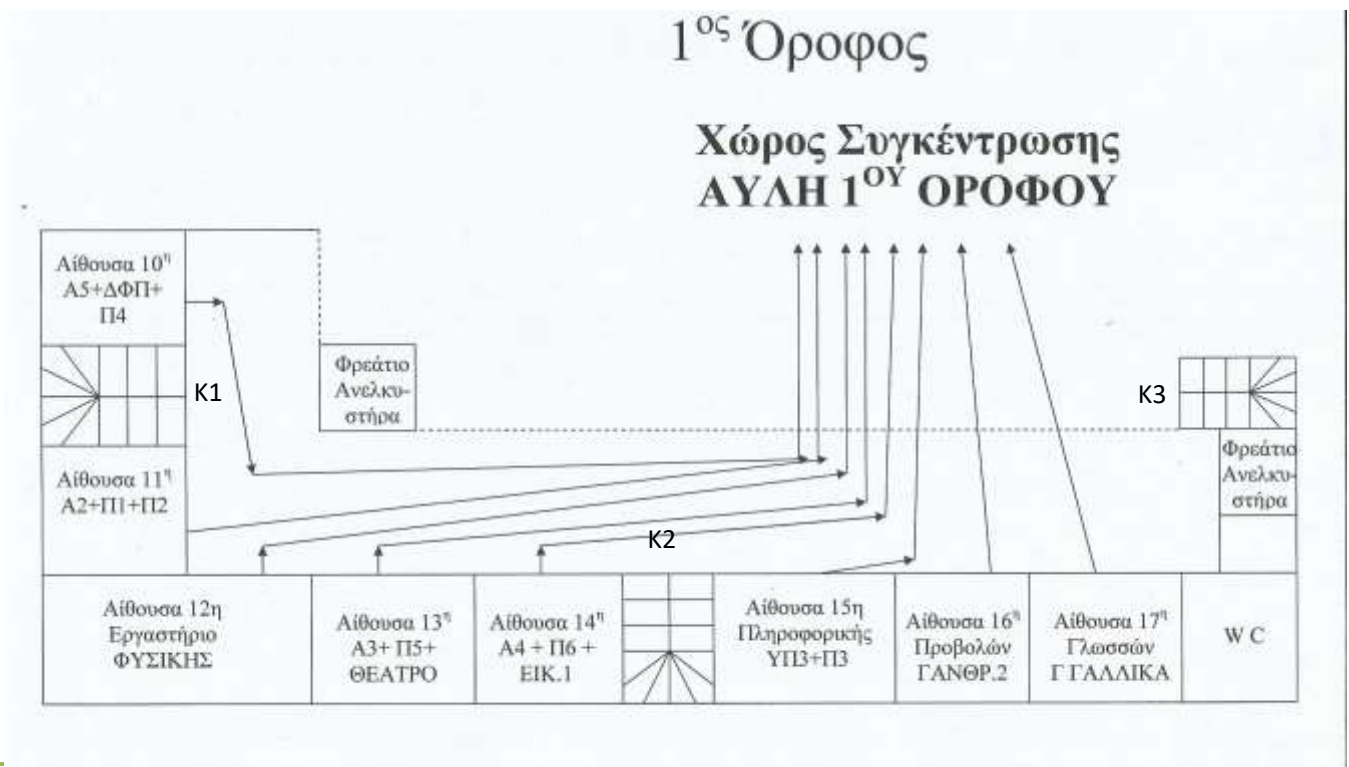 1ος Όροφος
Χώρος Συγκέντρωσης
ΑΥΛΗ 1ΟΥ ΟΡΟΦΟΥ
Αίθουσα 10η
Α5+ΔΦΠ+
Π4
Κ1
Φρεάτιο
Ανελκυ-
στήρα
Κ3
Αίθουσα 11η
Α2+Π1+Π2
Φρεάτιο
Ανελκυ-
στήρα
Κ2
Αίθουσα 12η
Εργαστήριο
ΦΥΣΙΚΗΣ
Αίθουσα 13η
Α3+ Π5+
ΘΕΑΤΡΟ
Αίθουσα 14η
Α4 + Π6 +
ΕΙΚ.1
Αίθουσα 15η
Πληροφορικής
ΥΠ3+Π3
Αίθουσα 16η
Προβολών
ΓΑΝΘΡ.2
Αίθουσα 17η
Γλωσσών
Γ ΓΑΛΛΙΚΑ
W C